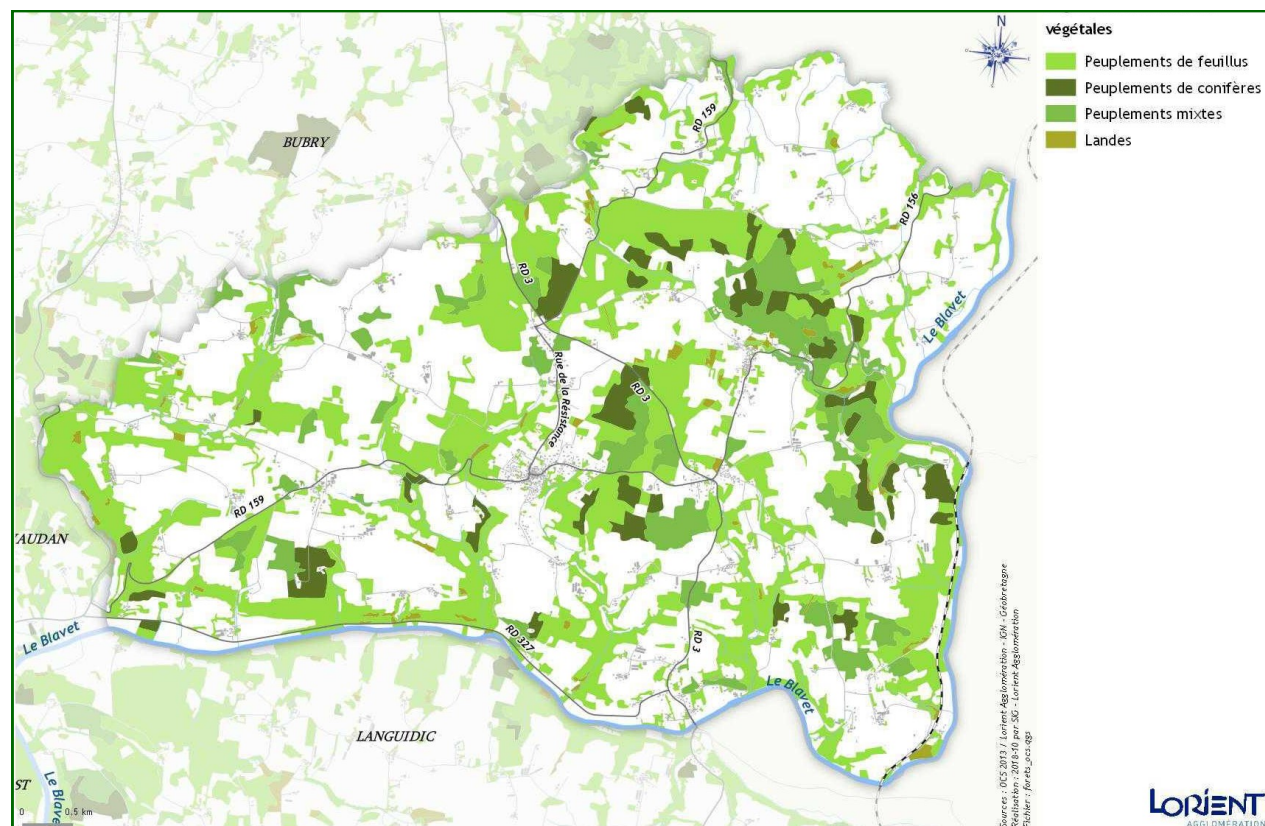 N
végétales
Peuplements de feuillus
Peuplements de conifères
Peuplements mixtes
Landes
BUBRY
RD 159
RD 156
RD 3
Le Blavet
Rue de la Résistance
RD 3
RD 159
'AUDAN
RD 327
RD 3
Le Blavet
Le Blavet
LANGUIDIC
ST
Le Blavet
0 0,5 km
Sources : OCS 2013 / Lorient Agglomération - IGN - Géobretagne
Réalisation : 2018-10 par SIG - Lorient Agglomération
Fichier : forets_ocs.qgs
LORIENT
AGGLOMÉRATION